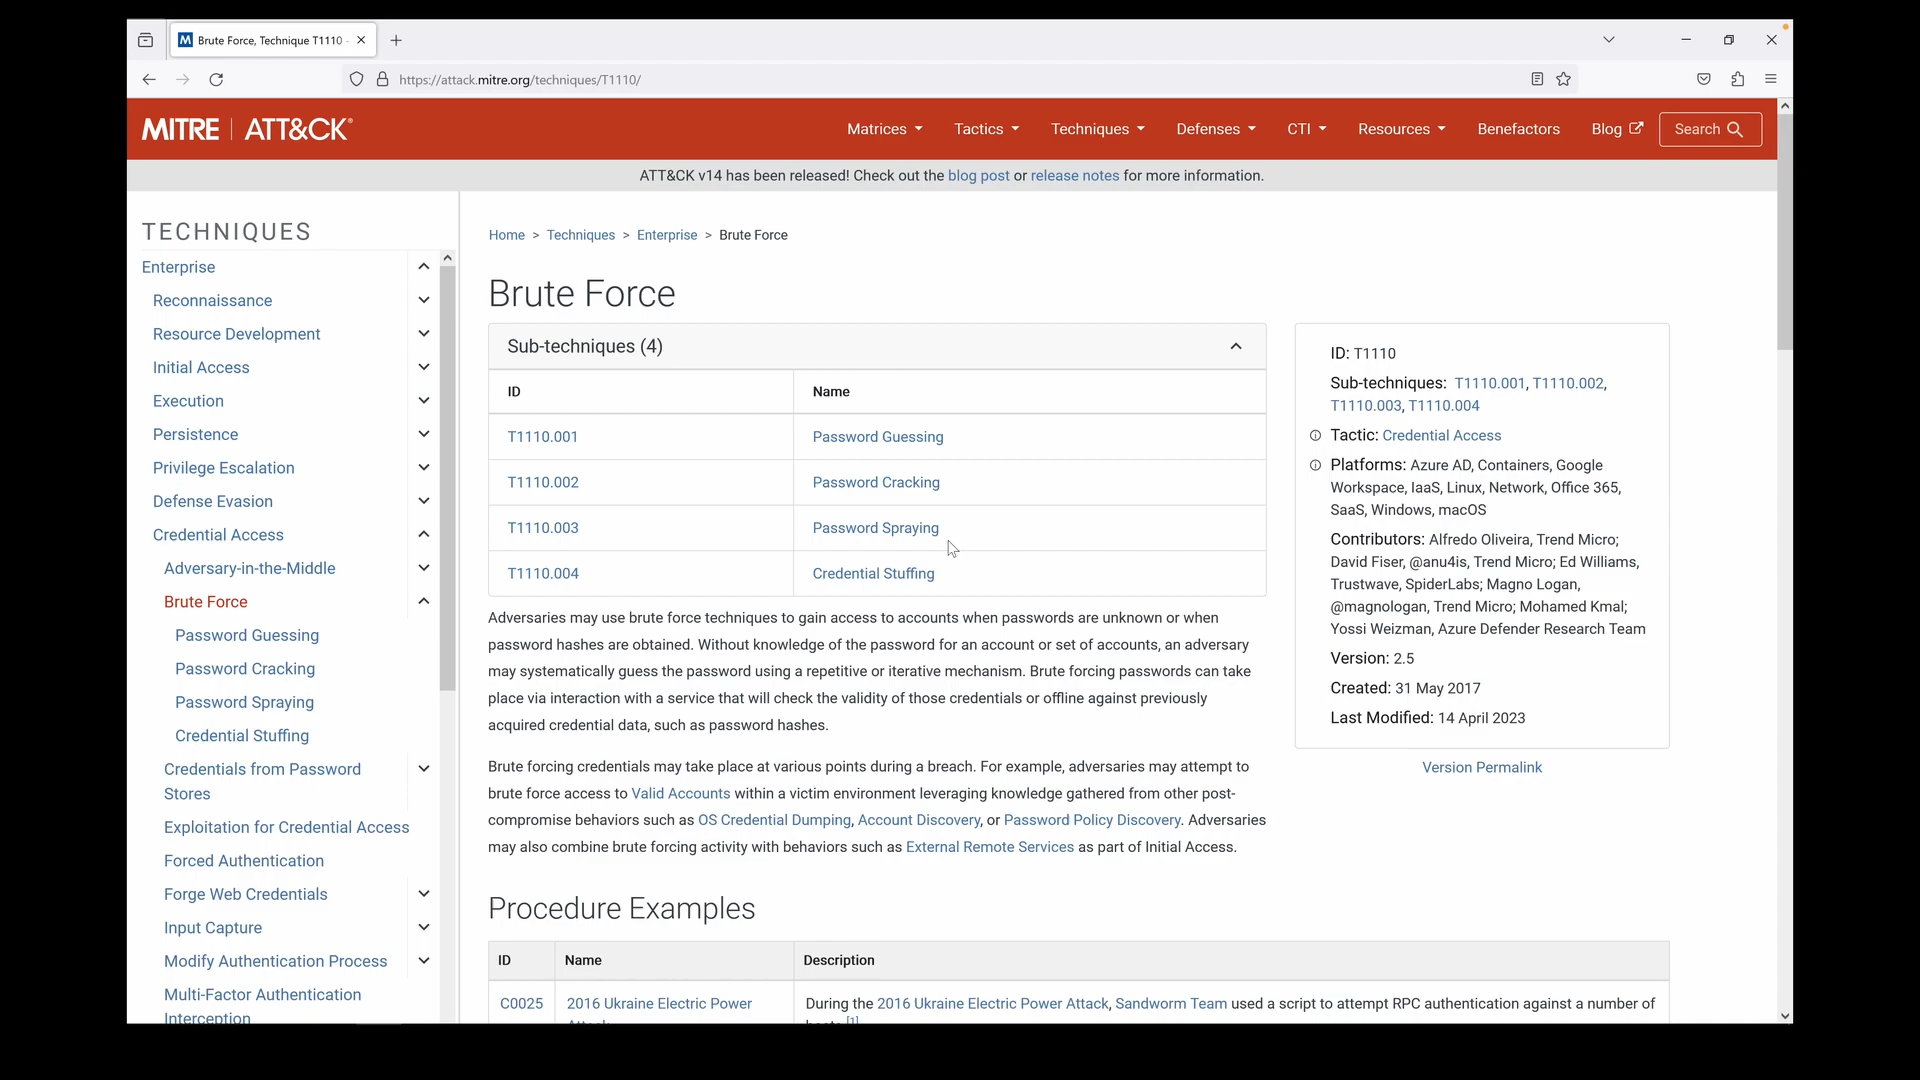 Brute Force, Technique T1110 -
https://attack.mitre.org/techniques/T1110/
MITRE | ATT&CK®
Matrices
Tactics
Techniques
Defenses
CTI
Resources
Benefactors
Blog
Search
ATT&CK v14 has been released! Check out the blog post or release notes for more information.
TECHNIQUES
Enterprise
Reconnaissance
Resource Development
Initial Access
Execution
Persistence
Privilege Escalation
Defense Evasion
Credential Access
Adversary-in-the-Middle
Brute Force
Password Guessing
Password Cracking
Password Spraying
Credential Stuffing
Credentials from Password
Stores
Exploitation for Credential Access
Forced Authentication
Forge Web Credentials
Input Capture
Modify Authentication Process
Multi-Factor Authentication
Interception
Home > Techniques > Enterprise > Brute Force
Brute Force
Sub-techniques (4)
ID Name
T1110.001 Password Guessing
T1110.002 Password Cracking
T1110.003 Password Spraying
T1110.004 Credential Stuffing
Adversaries may use brute force techniques to gain access to accounts when passwords are unknown or when
password hashes are obtained. Without knowledge of the password for an account or set of accounts, an adversary
may systematically guess the password using a repetitive or iterative mechanism. Brute forcing passwords can take
place via interaction with a service that will check the validity of those credentials or offline against previously
acquired credential data, such as password hashes.
Brute forcing credentials may take place at various points during a breach. For example, adversaries may attempt to
brute force access to Valid Accounts within a victim environment leveraging knowledge gathered from other post-
compromise behaviors such as OS Credential Dumping, Account Discovery, or Password Policy Discovery. Adversaries
may also combine brute forcing activity with behaviors such as External Remote Services as part of Initial Access.
ID: T1110
Sub-techniques: T1110.001, T1110.002,
T1110.003, T1110.004
Tactic: Credential Access
Platforms: Azure AD, Containers, Google
Workspace, IaaS, Linux, Network, Office 365,
SaaS, Windows, macOS
Contributors: Alfredo Oliveira, Trend Micro;
David Fiser, @anu4is, Trend Micro; Ed Williams,
Trustwave, SpiderLabs; Magno Logan,
@magnologan, Trend Micro; Mohamed Kmal;
Yossi Weizman, Azure Defender Research Team
Version: 2.5
Created: 31 May 2017
Last Modified: 14 April 2023
Version Permalink
Procedure Examples
ID Name Description
C0025 2016 Ukraine Electric Power During the 2016 Ukraine Electric Power Attack, Sandworm Team used a script to attempt RPC authentication against a number of
Attack hosts.[1]